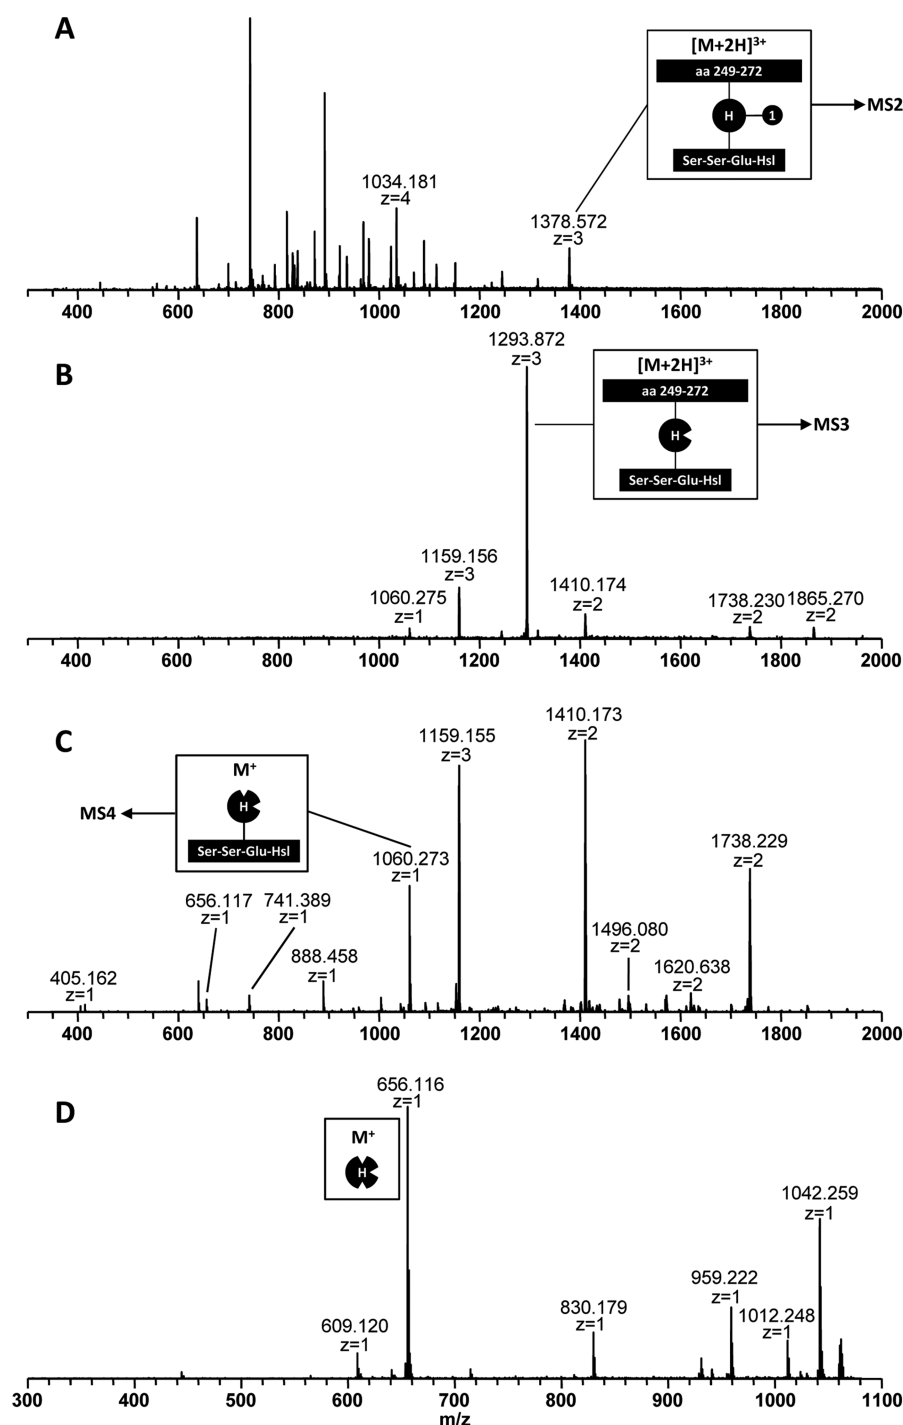 A
[M+2H]³⁺
aa 249-272
H 1
Ser-Ser-Glu-Hsl
MS2
1034.181
z=4
1378.572
z=3
400 600 800 1000 1200 1400 1600 1800 2000
B
1293.872
z=3
[M+2H]³⁺
aa 249-272
H
Ser-Ser-Glu-Hsl
MS3
1159.156
z=3
1060.275
z=1
1410.174
z=2
1738.230
z=2
1865.270
z=2
400 600 800 1000 1200 1400 1600 1800 2000
C
M⁺
H
Ser-Ser-Glu-Hsl
MS4
1159.155
z=3
1410.173
z=2
1060.273
z=1
1738.229
z=2
656.117
z=1
741.389
z=1
888.458
z=1
1496.080
z=2
405.162
z=1
1620.638
z=2
400 600 800 1000 1200 1400 1600 1800 2000
D
M⁺
H
656.116
z=1
1042.259
z=1
959.222
z=1
1012.248
z=1
830.179
z=1
609.120
z=1
300 400 500 600 700 800 900 1000 1100
m/z